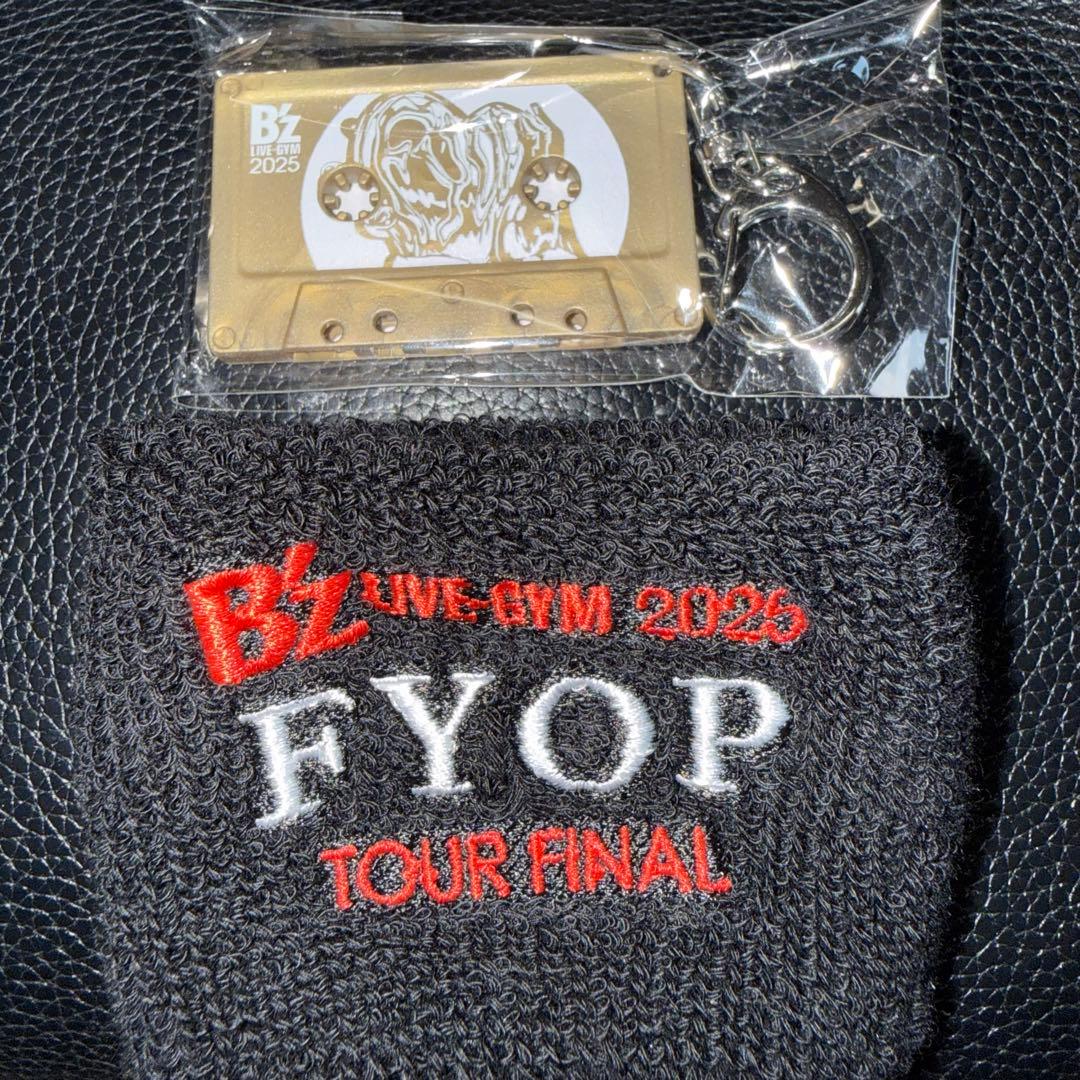 B'z
LIVE-GYM
2025
B'z LIVE-GYM 2025
FYOP
TOUR FINAL